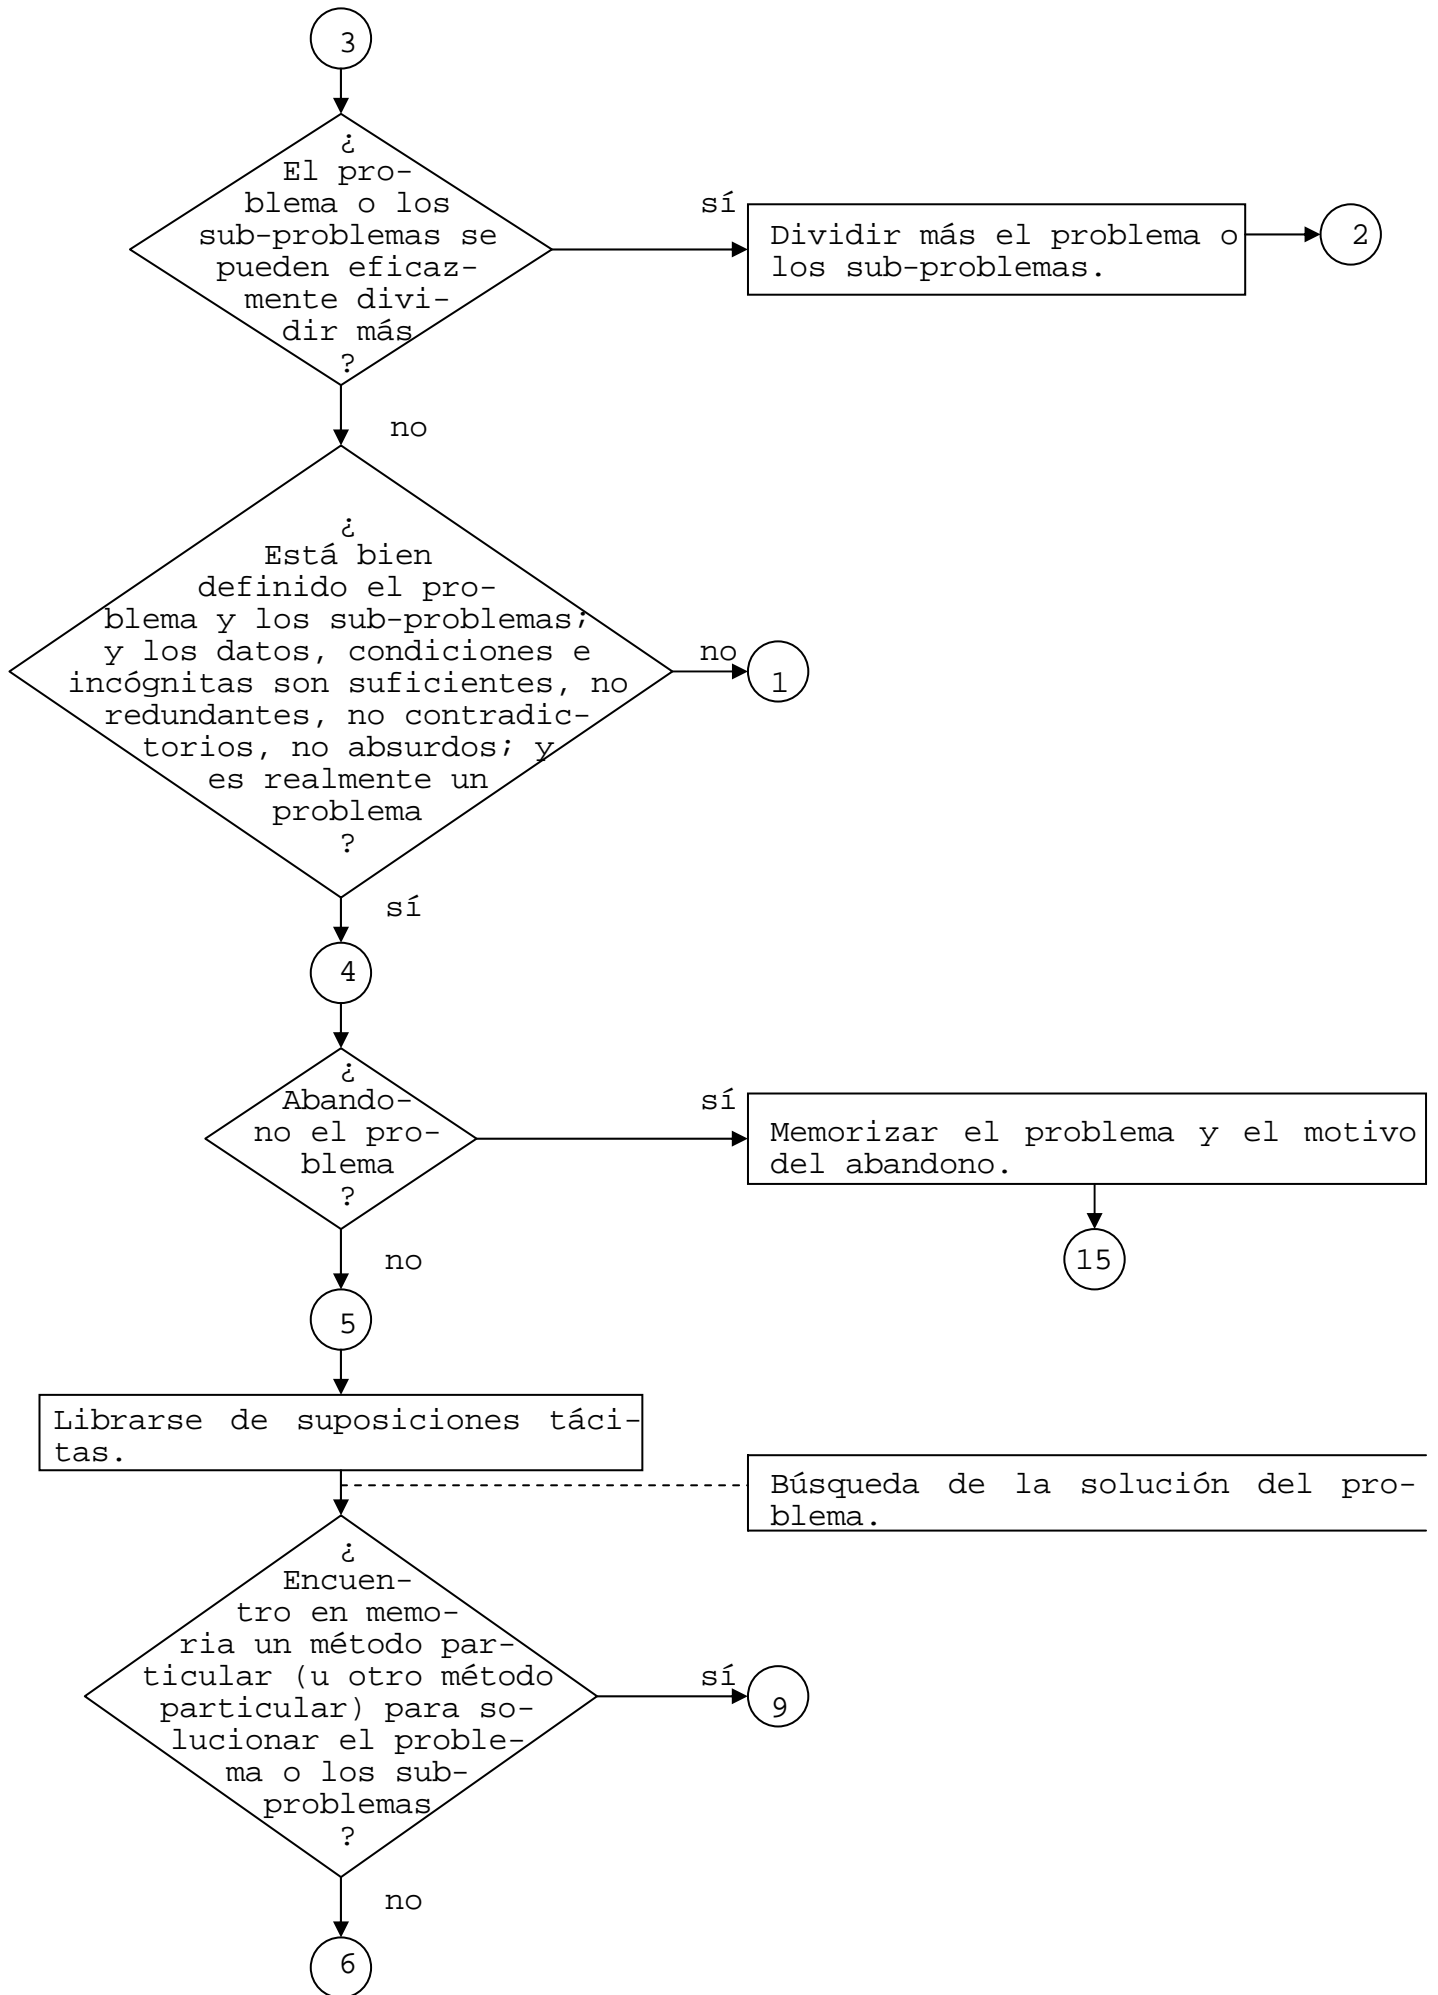 3
¿
El pro-
blema o los
sub-problemas se
pueden eficaz-
mente divi-
dir más
?
sí
Dividir más el problema o
los sub-problemas.
2
no
¿
Está bien
definido el pro-
blema y los sub-problemas;
y los datos, condiciones e
incógnitas son suficientes, no
redundantes, no contradic-
torios, no absurdos; y
es realmente un
problema
?
no
1
sí
4
¿
Abando-
no el pro-
blema
?
sí
Memorizar el problema y el motivo
del abandono.
15
no
5
Librarse de suposiciones táci-
tas.
Búsqueda de la solución del pro-
blema.
¿
Encuen-
tro en memo-
ria un método par-
ticular (u otro método
particular) para so-
lucionar el proble-
ma o los sub-
problemas
?
sí
9
no
6